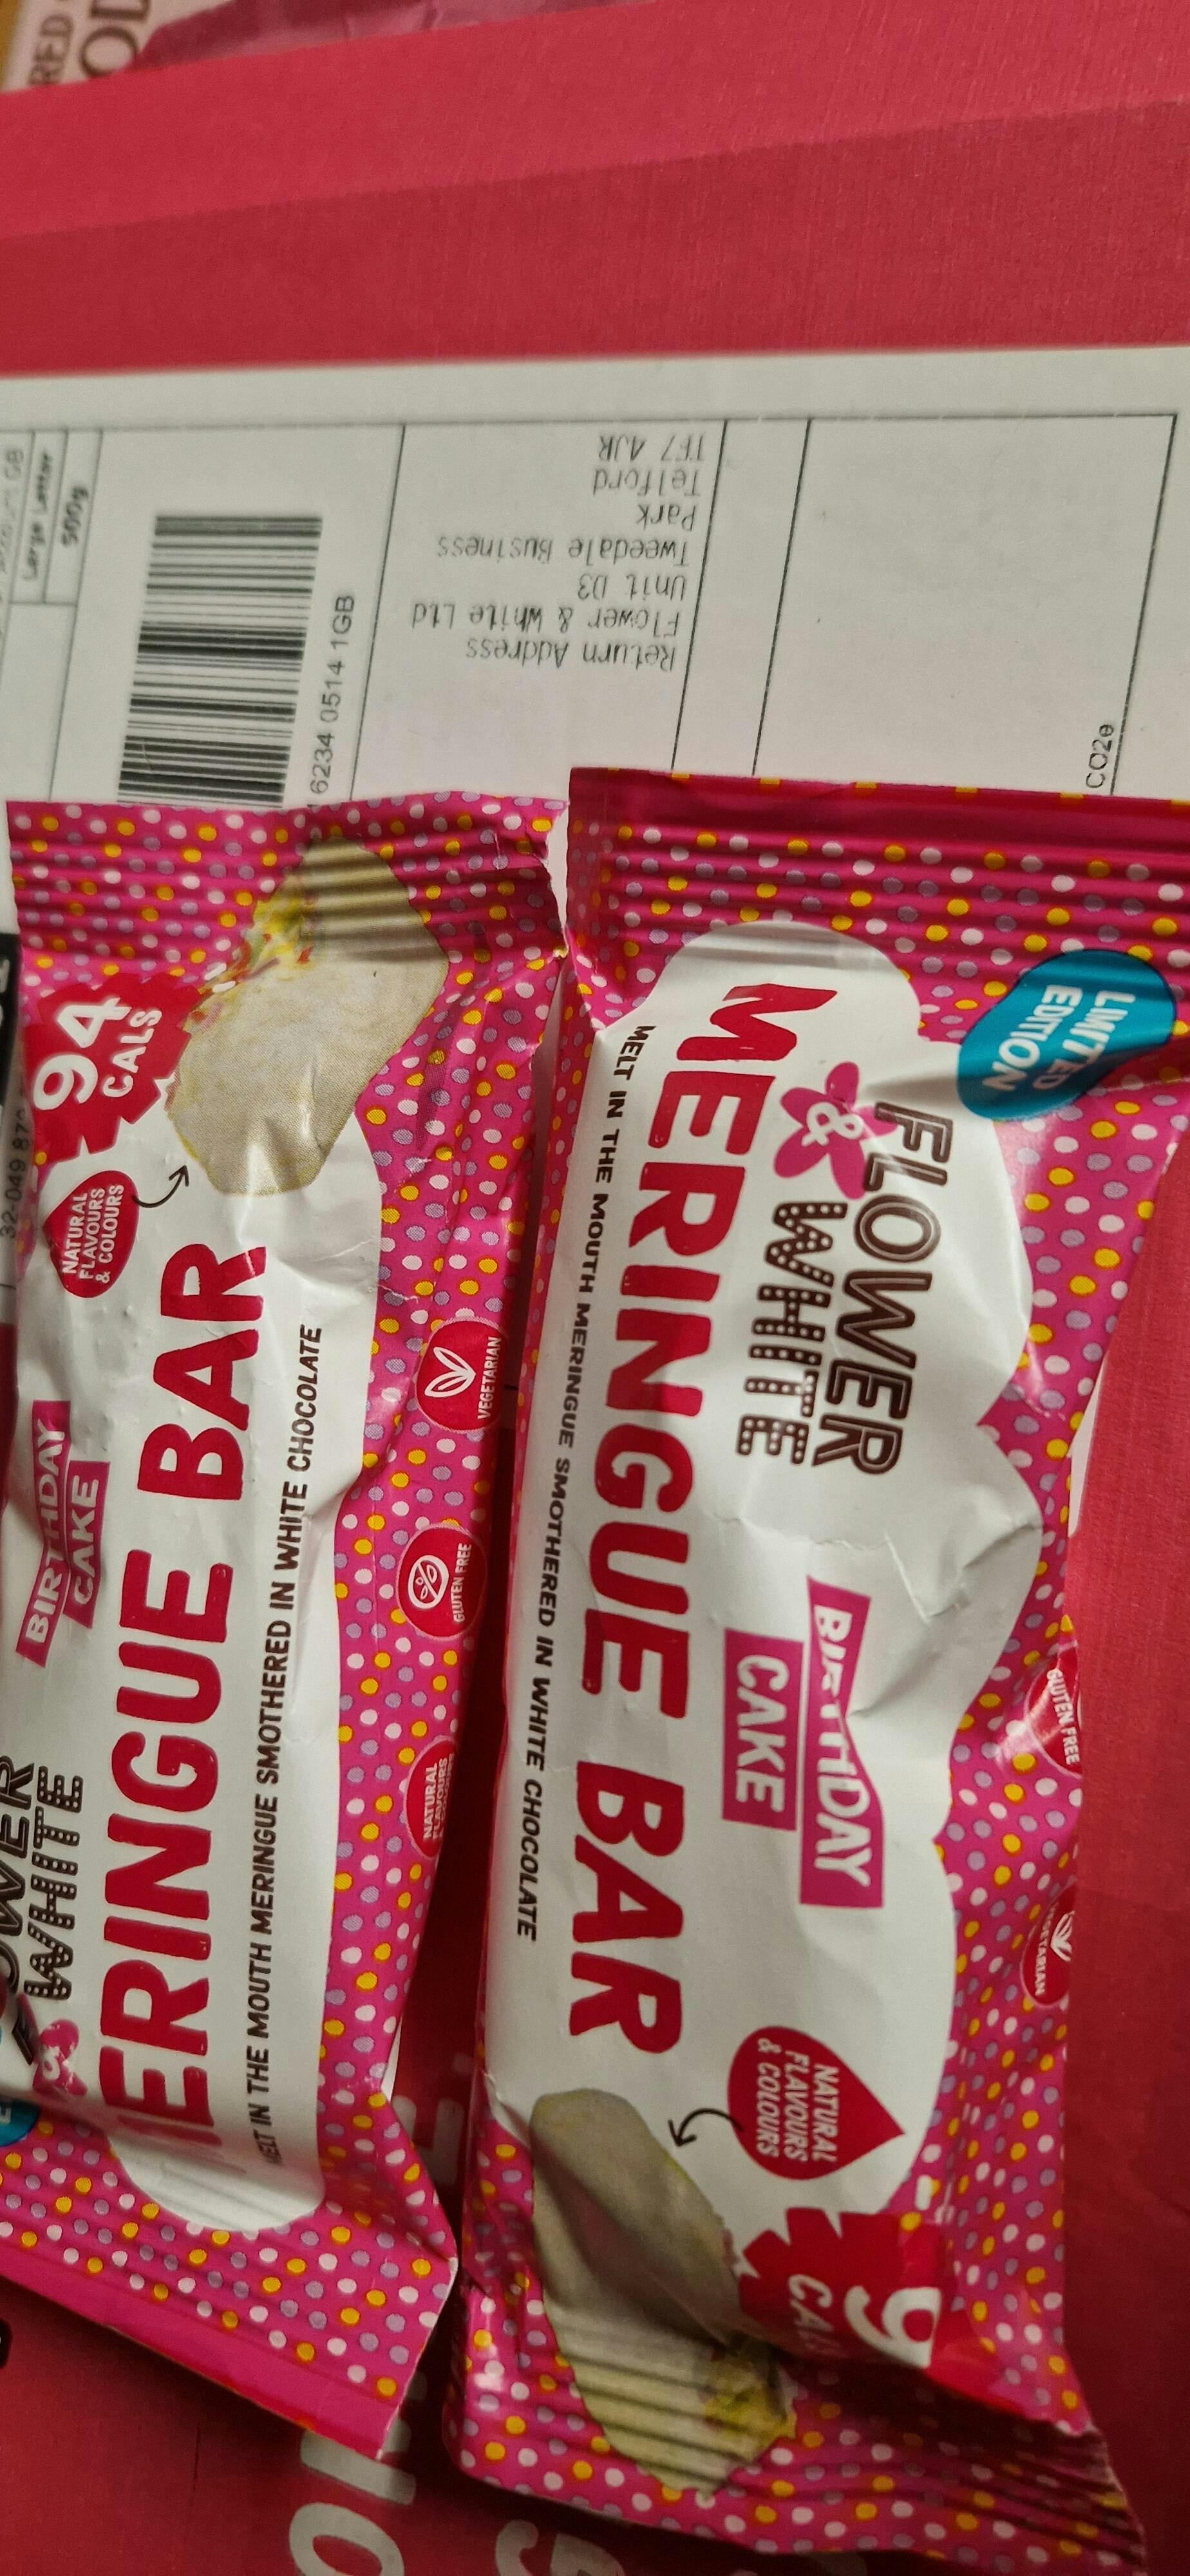 Large Letter
500g
6234 0514 1GB
Return Address
Flower & White Ltd
Unit D3
Tweedale Business
Park
Telford
TF7 4JR
CO2e
94
CALS
NATURAL
FLAVOURS
& COLOURS
BIRTHDAY
CAKE
WHITE
&
ERINGUE BAR
MELT IN THE MOUTH MERINGUE SMOTHERED IN WHITE CHOCOLATE
VEGETARIAN
GLUTEN FREE
NATURAL
LIMITED
EDITION
FLOWER
& WHITE
BIRTHDAY
CAKE
MERINGUE BAR
MELT IN THE MOUTH MERINGUE SMOTHERED IN WHITE CHOCOLATE
NATURAL
FLAVOURS
& COLOURS
GLUTEN FREE